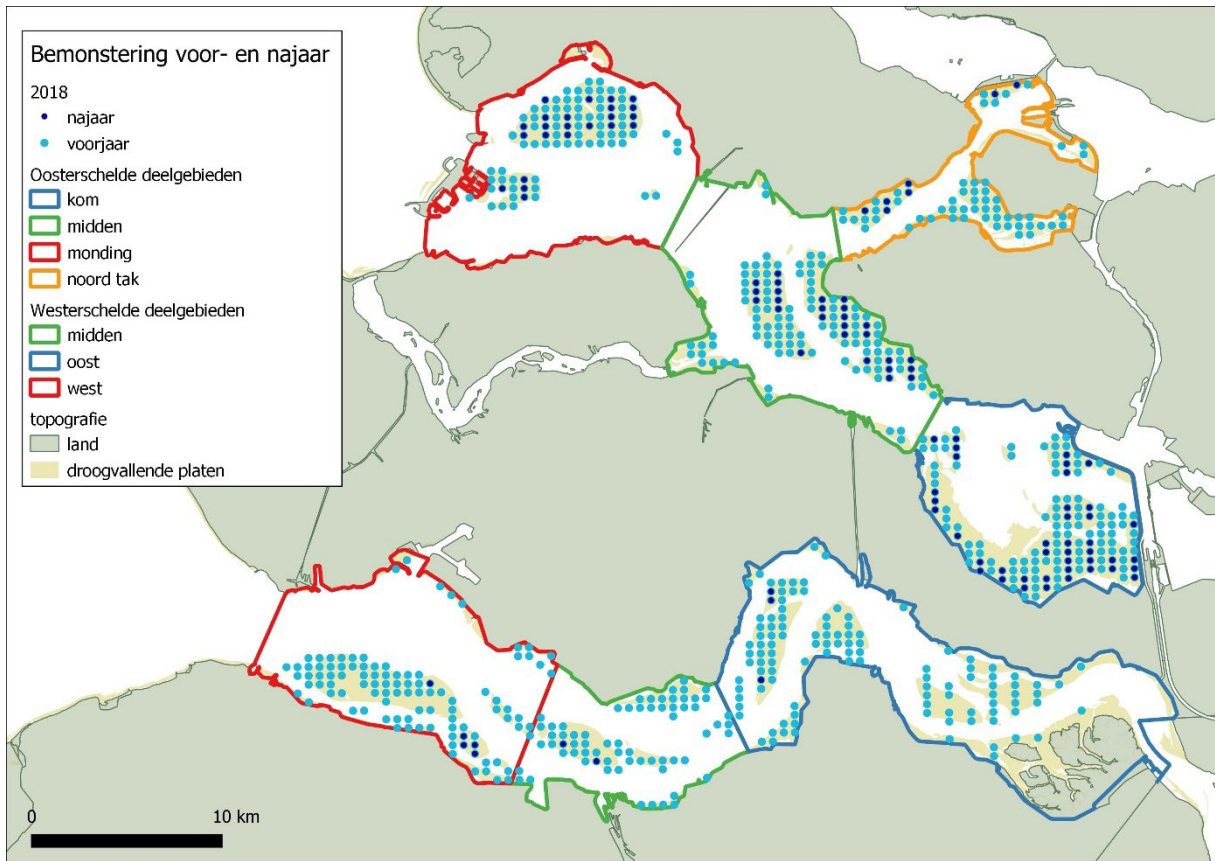 Bemonstering voor- en najaar
2018
najaar
voorjaar
Oosterschelde deelgebieden
kom
midden
monding
noord tak
Westerschelde deelgebieden
midden
oost
west
topografie
land
droogvallende platen
0 10 km